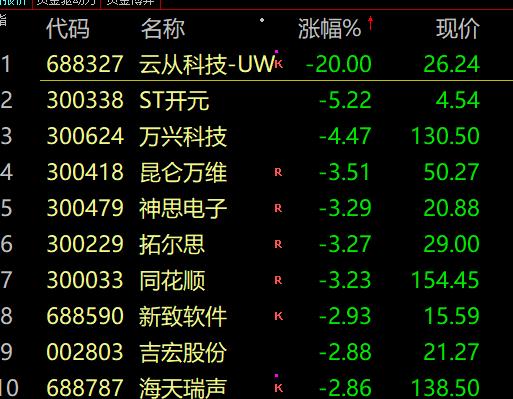 代码 名称 涨幅% 现价
1 688327 云从科技-UW K -20.00 26.24
2 300338 ST开元 -5.22 4.54
3 300624 万兴科技 -4.47 130.50
4 300418 昆仑万维 R -3.51 50.27
5 300479 神思电子 R -3.29 20.88
6 300229 拓尔思 R -3.27 29.00
7 300033 同花顺 R -3.23 154.45
8 688590 新致软件 K -2.93 15.59
9 002803 吉宏股份 -2.88 21.27
10 688787 海天瑞声 K -2.86 138.50